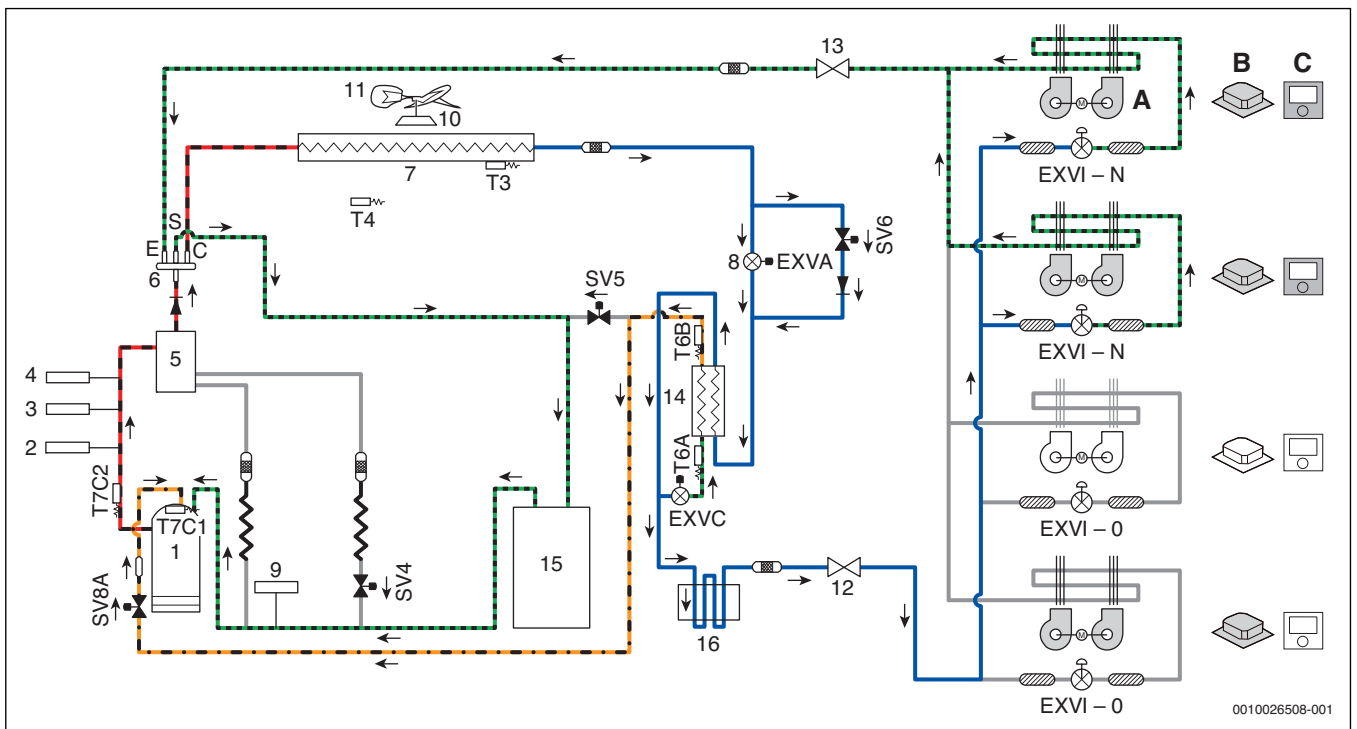 13
B C
11
A
10
EXVI – N
7
T3
T4
S
E C
6
SV6
8 EXVA
SV5
EXVI – N
T6B
5
4
14
3
2
T6A
T7C2
T7C1
EXVC
1
15
EXVI – 0
9
SV4
12
SV8A
16
EXVI – 0
M
M
M
M
0010026508-001